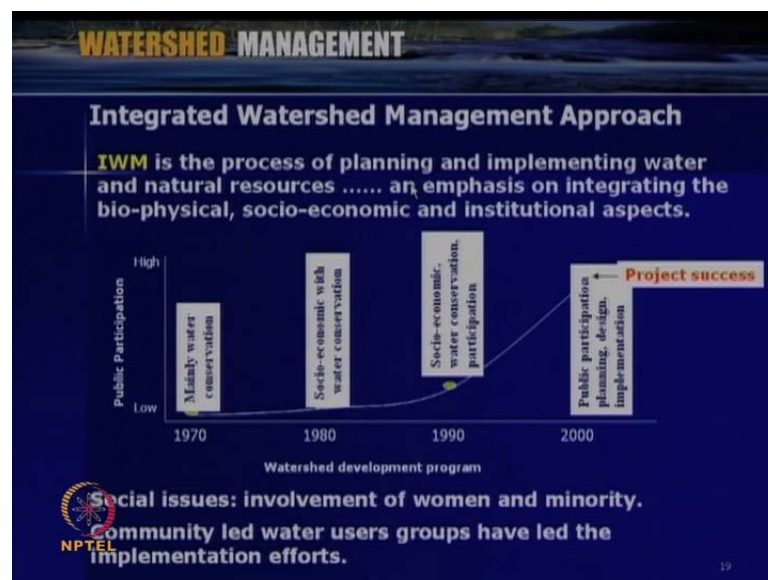 WATERSHED MANAGEMENT
Integrated Watershed Management Approach
IWM is the process of planning and implementing water
and natural resources ...... an emphasis on integrating the
bio-physical, socio-economic and institutional aspects.
High
Low
Public Participation
Mainly water
conservation
Socio-economic with
water conservation
Socio-economic,
water conservation,
participation
Public participation
planning, design,
implementation
Project success
1970
1980
1990
2000
Watershed development program
Social issues: involvement of women and minority.
Community led water users groups have led the
implementation efforts.
NPTEL
19